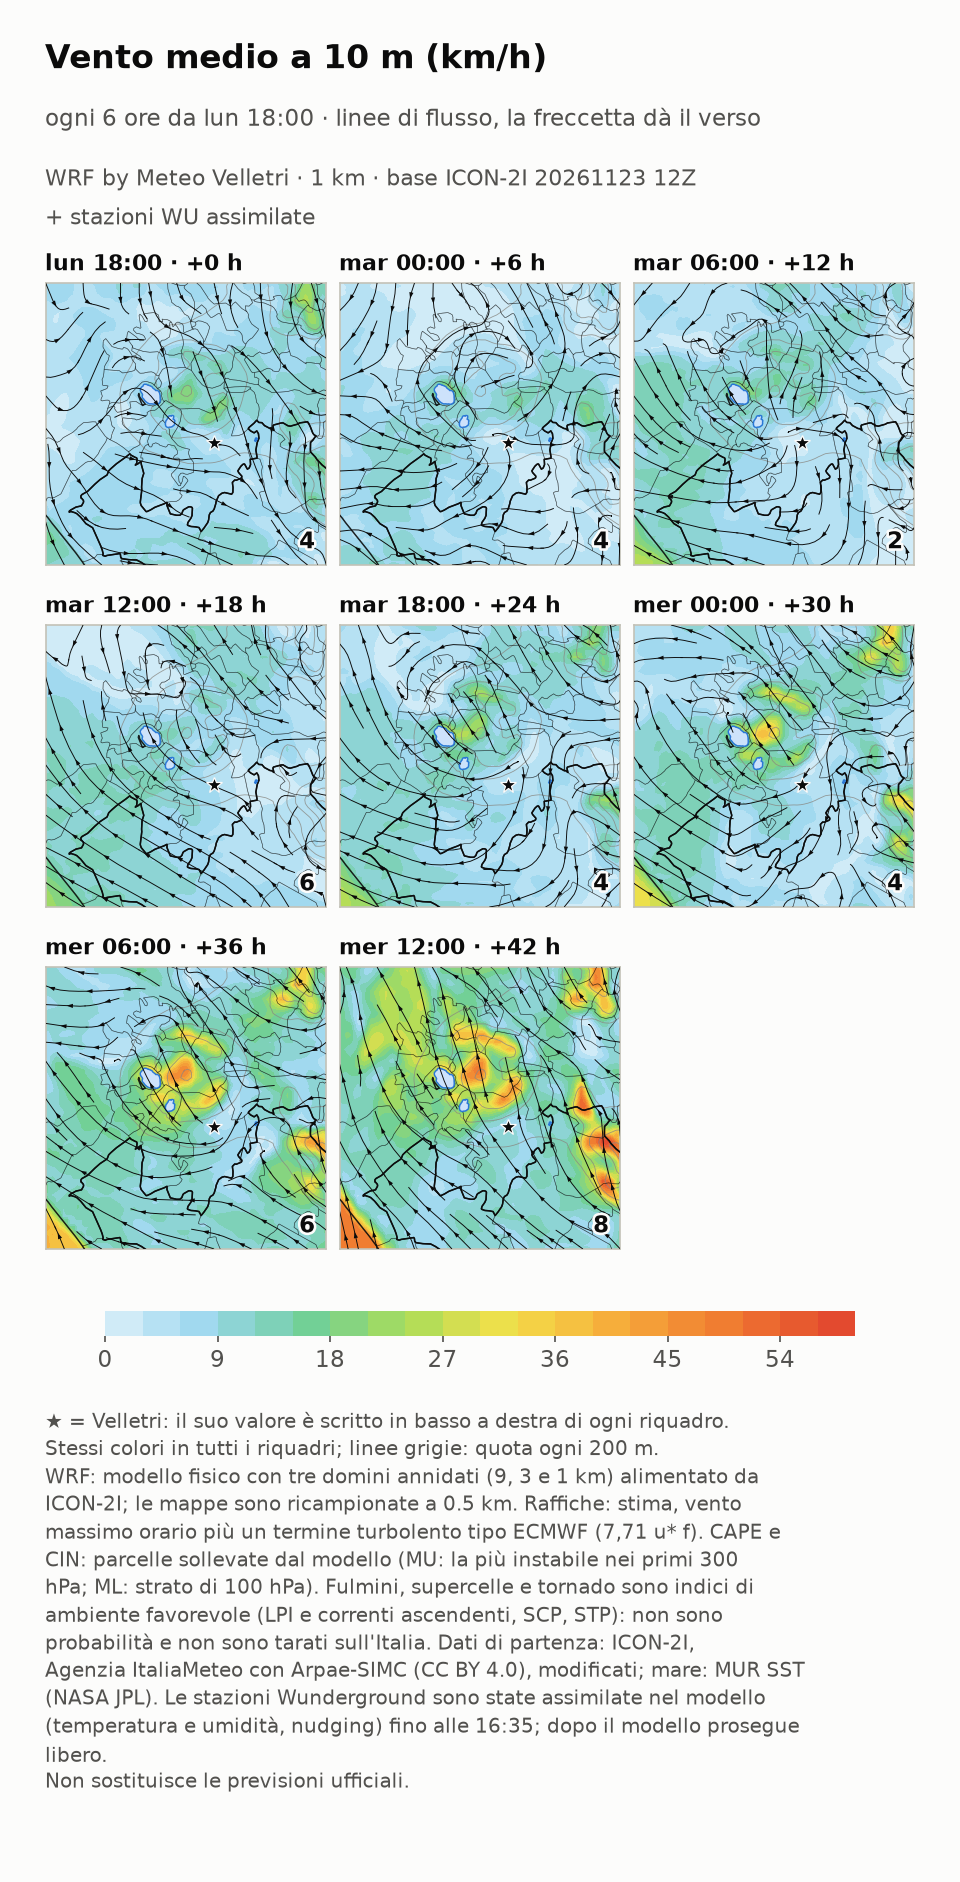 Vento medio a 10 m (km/h)
ogni 6 ore da lun 18:00 · linee di flusso, la freccetta dà il verso
WRF by Meteo Velletri · 1 km · base ICON-2I 20261123 12Z
+ stazioni WU assimilate
lun 18:00 · +0 h
mar 00:00 · +6 h
mar 06:00 · +12 h
4
4
2
mar 12:00 · +18 h
mar 18:00 · +24 h
mer 00:00 · +30 h
6
4
4
mer 06:00 · +36 h
mer 12:00 · +42 h
6
8
0 9 18 27 36 45 54
★ = Velletri: il suo valore è scritto in basso a destra di ogni riquadro.
Stessi colori in tutti i riquadri; linee grigie: quota ogni 200 m.
WRF: modello fisico con tre domini annidati (9, 3 e 1 km) alimentato da
ICON-2I; le mappe sono ricampionate a 0.5 km. Raffiche: stima, vento
massimo orario più un termine turbolento tipo ECMWF (7,71 u* f). CAPE e
CIN: parcelle sollevate dal modello (MU: la più instabile nei primi 300
hPa; ML: strato di 100 hPa). Fulmini, supercelle e tornado sono indici di
ambiente favorevole (LPI e correnti ascendenti, SCP, STP): non sono
probabilità e non sono tarati sull'Italia. Dati di partenza: ICON-2I,
Agenzia ItaliaMeteo con Arpae-SIMC (CC BY 4.0), modificati; mare: MUR SST
(NASA JPL). Le stazioni Wunderground sono state assimilate nel modello
(temperatura e umidità, nudging) fino alle 16:35; dopo il modello prosegue
libero.
Non sostituisce le previsioni ufficiali.